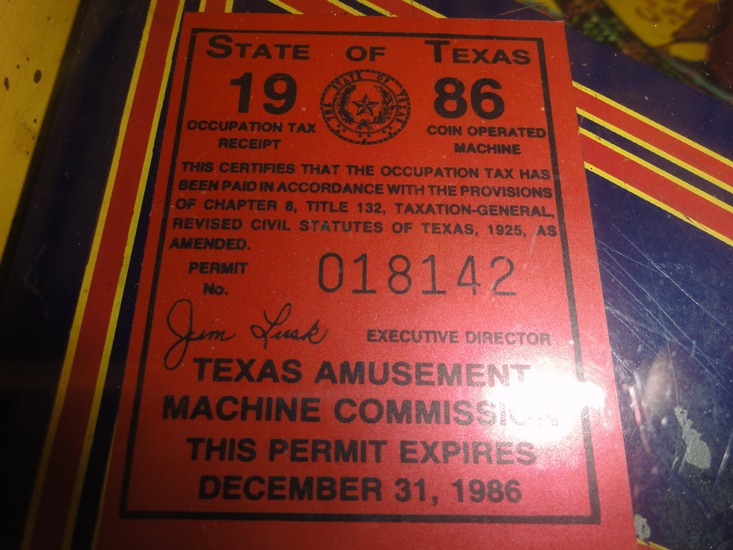 STATE OF TEXAS
19 86
OCCUPATION TAX RECEIPT
COIN OPERATED MACHINE
THIS CERTIFIES THAT THE OCCUPATION TAX HAS
BEEN PAID IN ACCORDANCE WITH THE PROVISIONS
OF CHAPTER 8, TITLE 132, TAXATION-GENERAL,
REVISED CIVIL STATUTES OF TEXAS, 1925, AS
AMENDED.
PERMIT
No. 018142
Jim Lusk EXECUTIVE DIRECTOR
TEXAS AMUSEMENT
MACHINE COMMISSION
THIS PERMIT EXPIRES
DECEMBER 31, 1986